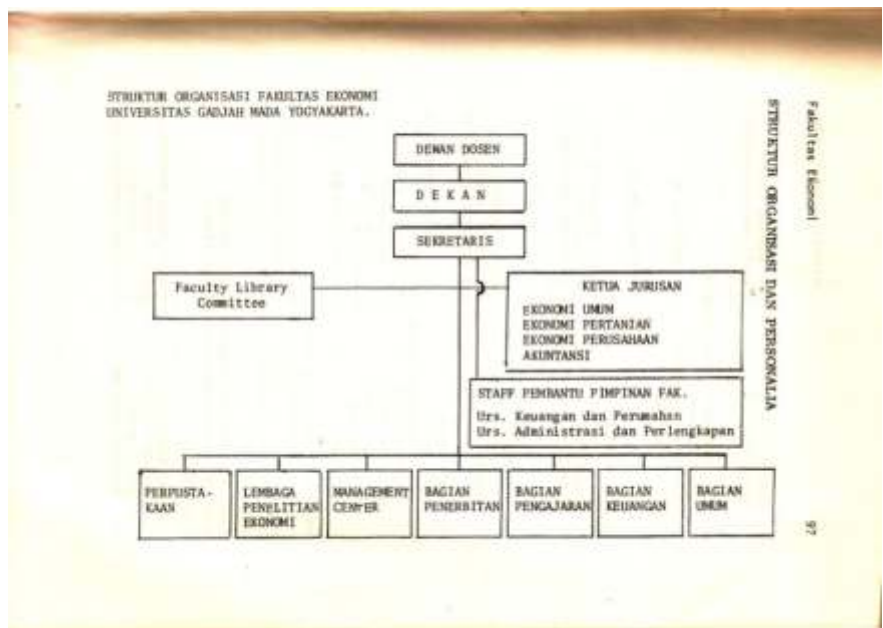 STRUKTUR ORGANISASI FAKULTAS EKONOMI
UNIVERSITAS GADJAH MADA YOGYAKARTA.
DEWAN DOSEN
D E K A N
SEKRETARIS
Faculty Library
Committee
KETUA JURUSAN
EKONOMI UMUM
EKONOMI PERTANIAN
EKONOMI PERUSAHAAN
AKUNTANSI
STAFF PEMBANTU PIMPINAN FAK.
Urs. Keuangan dan Perumahan
Urs. Administrasi dan Perlengkapan
PERPUSTA-
KAAN
LEMBAGA
PENELITIAN
EKONOMI
MANAGEMENT
CENTER
BAGIAN
PENERBITAN
BAGIAN
PENGAJARAN
BAGIAN
KEUANGAN
BAGIAN
UMUM
Fakultas Ekonomi
STRUKTUR ORGANISASI DAN PERSONALIA
97